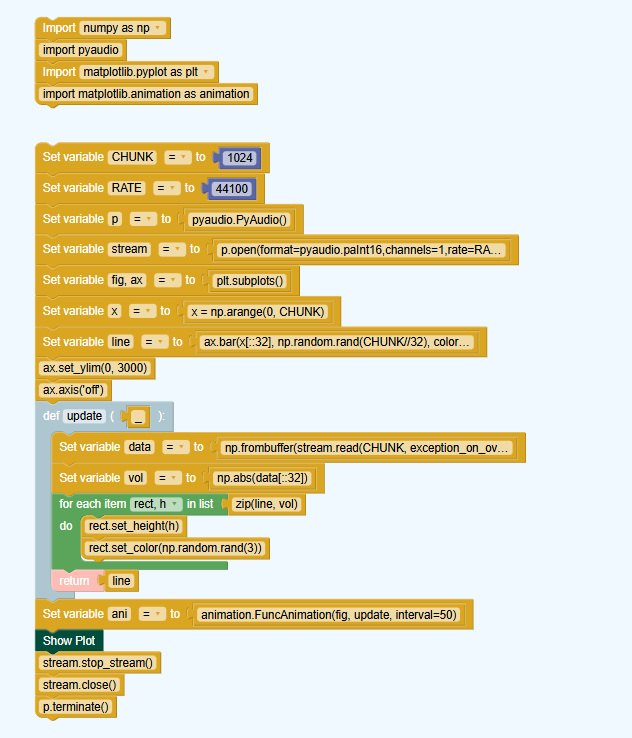 Import numpy as np
import pyaudio
Import matplotlib.pyplot as plt
import matplotlib.animation as animation
Set variable CHUNK = to 1024
Set variable RATE = to 44100
Set variable p = to pyaudio.PyAudio()
Set variable stream = to p.open(format=pyaudio.paInt16,channels=1,rate=RA...
Set variable fig, ax = to plt.subplots()
Set variable x = to x = np.arange(0, CHUNK)
Set variable line = to ax.bar(x[::32], np.random.rand(CHUNK//32), color...
ax.set_ylim(0, 3000)
ax.axis('off')
def update ( _ ):
Set variable data = to np.frombuffer(stream.read(CHUNK, exception_on_ov...
Set variable vol = to np.abs(data[::32])
for each item rect, h in list zip(line, vol)
do rect.set_height(h)
rect.set_color(np.random.rand(3))
return line
Set variable ani = to animation.FuncAnimation(fig, update, interval=50)
Show Plot
stream.stop_stream()
stream.close()
p.terminate()